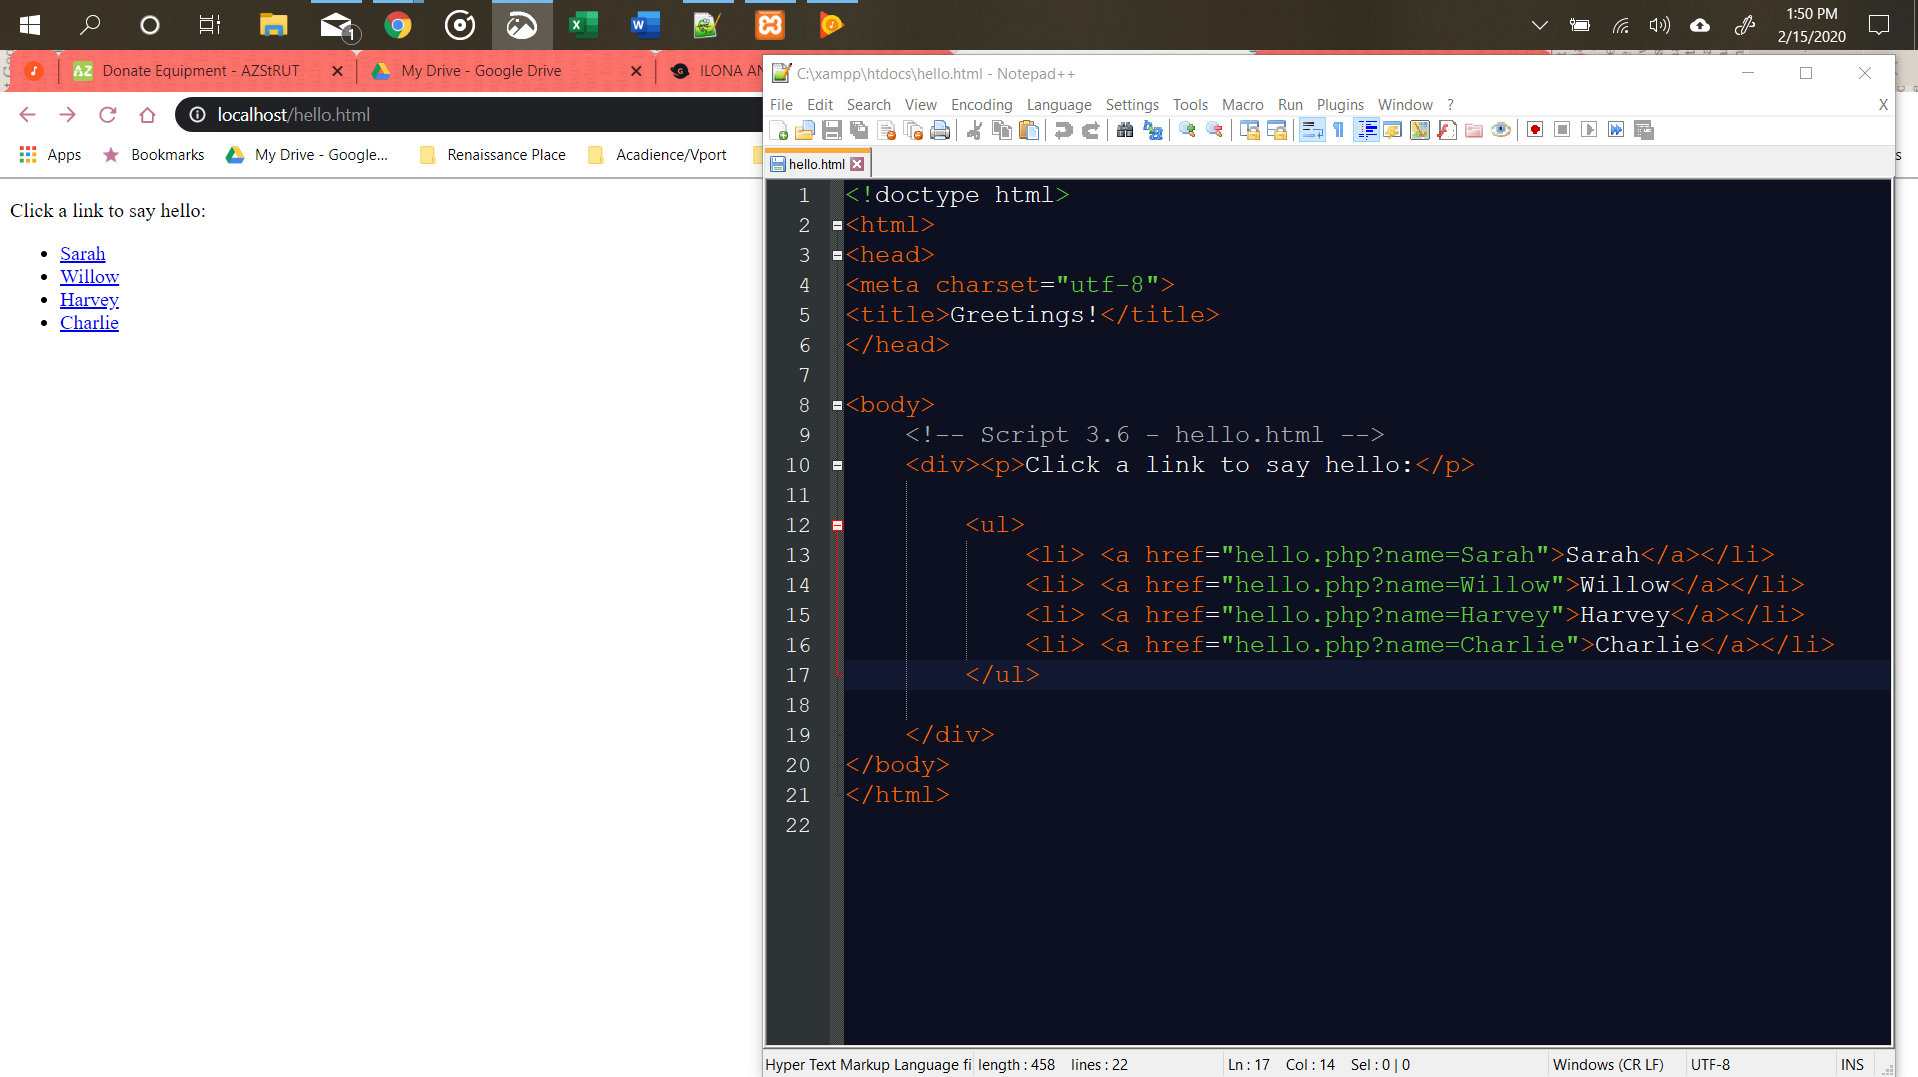 1
1:50 PM
2/15/2020
Donate Equipment - AZStRUT
My Drive - Google Drive
ILONA AN
localhost/hello.html
Apps
Bookmarks
My Drive - Google...
Renaissance Place
Acadience/Vport
s
Click a link to say hello:
Sarah
Willow
Harvey
Charlie
C:\xampp\htdocs\hello.html - Notepad++
File Edit Search View Encoding Language Settings Tools Macro Run Plugins Window ? X
hello.html
1 <!doctype html>
2 <html>
3 <head>
4 <meta charset="utf-8">
5 <title>Greetings!</title>
6 </head>
7
8 <body>
9 <!-- Script 3.6 - hello.html -->
10 <div><p>Click a link to say hello:</p>
11
12 <ul>
13 <li> <a href="hello.php?name=Sarah">Sarah</a></li>
14 <li> <a href="hello.php?name=Willow">Willow</a></li>
15 <li> <a href="hello.php?name=Harvey">Harvey</a></li>
16 <li> <a href="hello.php?name=Charlie">Charlie</a></li>
17 </ul>
18
19 </div>
20 </body>
21 </html>
22
Hyper Text Markup Language fi length : 458 lines : 22 Ln : 17 Col : 14 Sel : 0 | 0 Windows (CR LF) UTF-8 INS